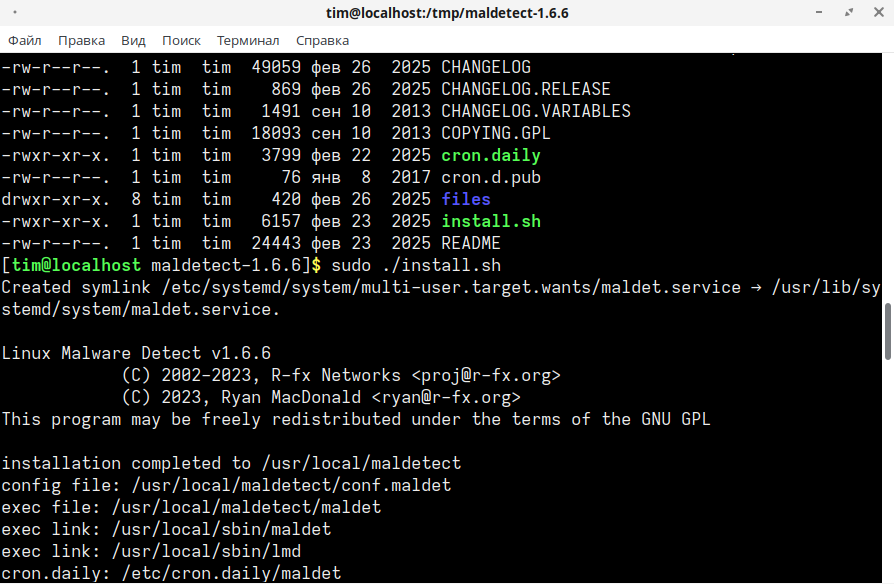 tim@localhost:/tmp/maldetect-1.6.6
Файл Правка Вид Поиск Терминал Справка
-rw-r--r--. 1 tim tim 49059 фев 26 2025 CHANGELOG
-rw-r--r--. 1 tim tim 869 фев 26 2025 CHANGELOG.RELEASE
-rw-r--r--. 1 tim tim 1491 сен 10 2013 CHANGELOG.VARIABLES
-rw-r--r--. 1 tim tim 18093 сен 10 2013 COPYING.GPL
-rwxr-xr-x. 1 tim tim 3799 фев 22 2025 cron.daily
-rw-r--r--. 1 tim tim 76 янв 8 2017 cron.d.pub
drwxr-xr-x. 8 tim tim 420 фев 26 2025 files
-rwxr-xr-x. 1 tim tim 6157 фев 23 2025 install.sh
-rw-r--r--. 1 tim tim 24443 фев 23 2025 README
[tim@localhost maldetect-1.6.6]$ sudo ./install.sh
Created symlink /etc/systemd/system/multi-user.target.wants/maldet.service → /usr/lib/sy
stemd/system/maldet.service.
Linux Malware Detect v1.6.6
(C) 2002-2023, R-fx Networks <proj@r-fx.org>
(C) 2023, Ryan MacDonald <ryan@r-fx.org>
This program may be freely redistributed under the terms of the GNU GPL
installation completed to /usr/local/maldetect
config file: /usr/local/maldetect/conf.maldet
exec file: /usr/local/maldetect/maldet
exec link: /usr/local/sbin/maldet
exec link: /usr/local/sbin/lmd
cron.daily: /etc/cron.daily/maldet